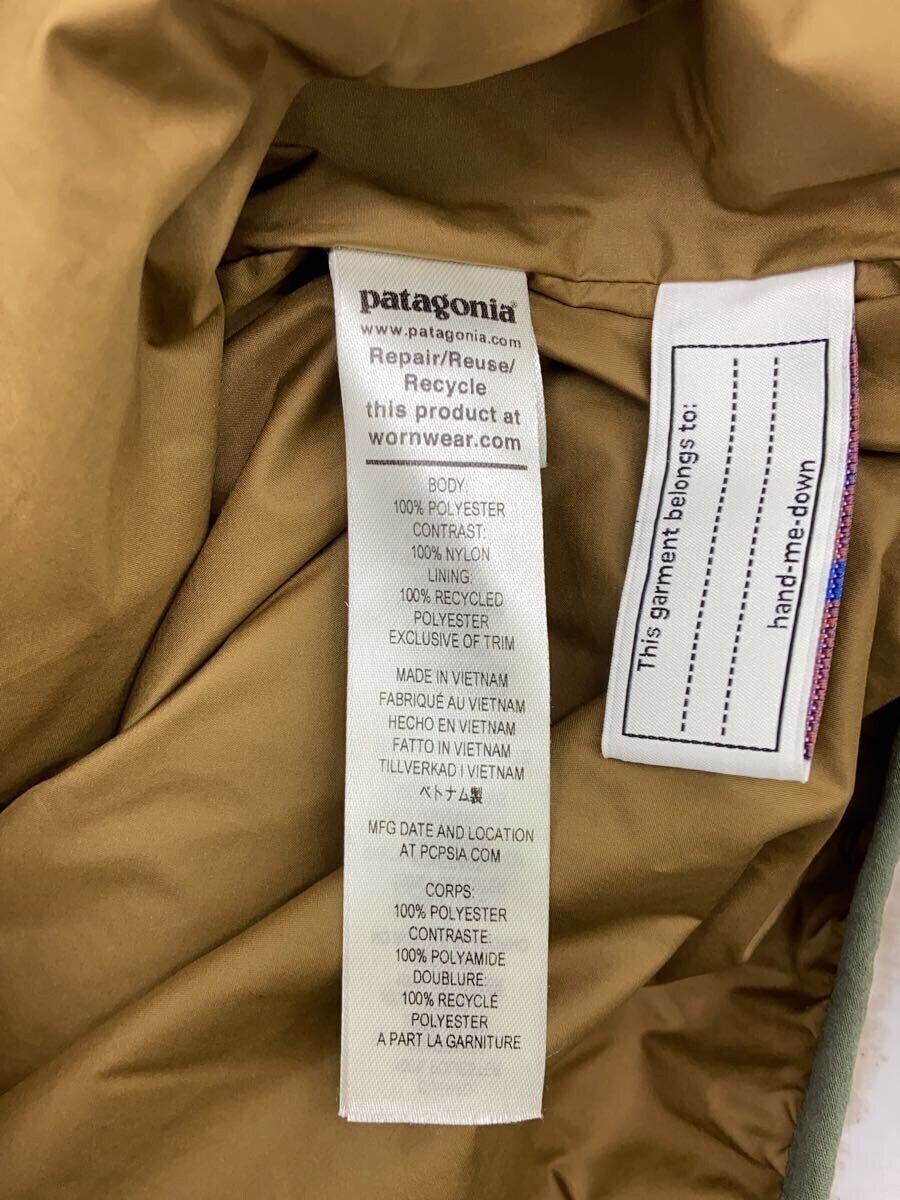 patagonia®
www.patagonia.com
Repair/Reuse/
Recycle
this product at
wornwear.com
BODY:
100% POLYESTER
CONTRAST:
100% NYLON
LINING:
100% RECYCLED
POLYESTER
EXCLUSIVE OF TRIM
MADE IN VIETNAM
FABRIQUÉ AU VIETNAM
HECHO EN VIETNAM
FATTO IN VIETNAM
TILLVERKAD I VIETNAM
ベトナム製
MFG DATE AND LOCATION
AT PCPSIA COM
CORPS:
100% POLYESTER
CONTRASTE:
100% POLYAMIDE
DOUBLURE:
100% RECYCLÉ
POLYESTER
A PART LA GARNITURE
This garment belongs to:
hand-me-down